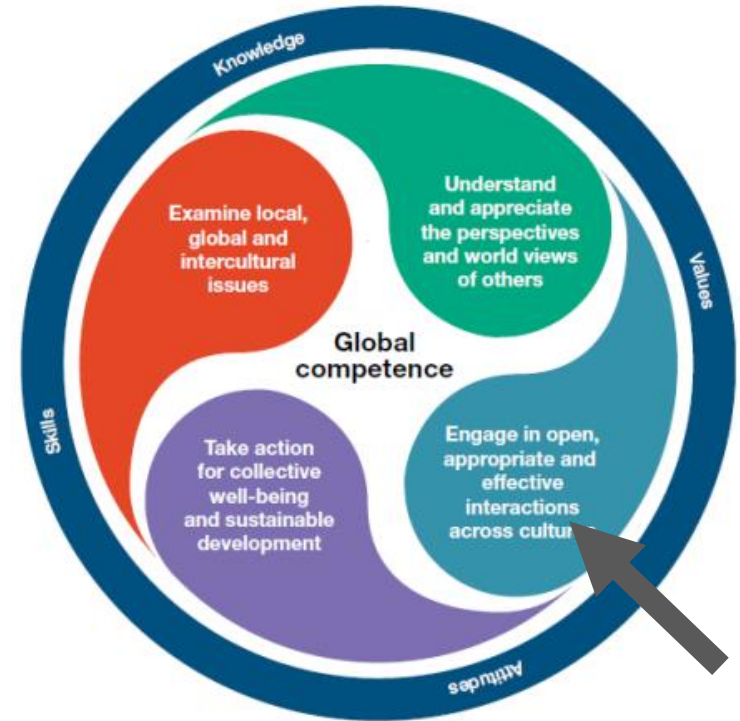 Knowledge
Understand
and appreciate
the perspectives
and world views
of others
Examine local,
global and
intercultural
issues
Values
Global
competence
Skills
Take action
for collective
well-being
and sustainable
development
Engage in open,
appropriate and
effective
interactions
across
Attitudes